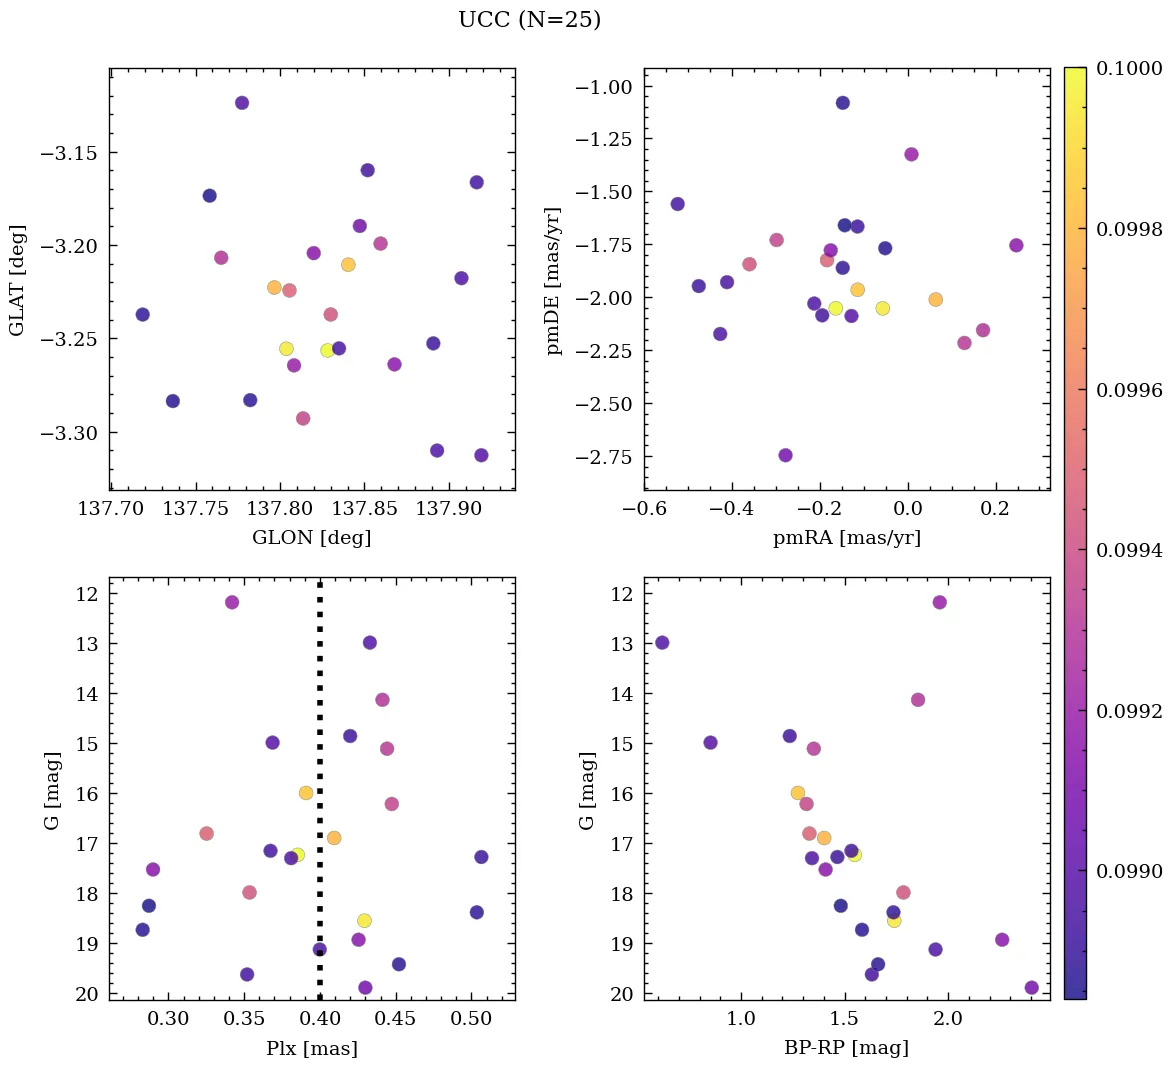 UCC (N=25)
−3.15
−3.20
−3.25
−3.30
GLAT [deg]
137.70 137.75 137.80 137.85 137.90
GLON [deg]
−1.00
−1.25
−1.50
−1.75
−2.00
−2.25
−2.50
−2.75
pmDE [mas/yr]
−0.6 −0.4 −0.2 0.0 0.2
pmRA [mas/yr]
0.1000
0.0998
0.0996
0.0994
0.0992
0.0990
12
13
14
15
16
17
18
19
20
G [mag]
0.30 0.35 0.40 0.45 0.50
Plx [mas]
12
13
14
15
16
17
18
19
20
G [mag]
1.0 1.5 2.0
BP-RP [mag]